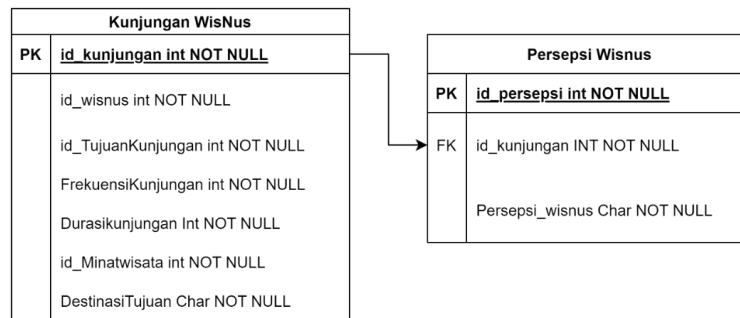 Kunjungan WisNus
PK id_kunjungan int NOT NULL
id_wisnus int NOT NULL
id_TujuanKunjungan int NOT NULL
FrekuensiKunjungan int NOT NULL
Durasikunjungan Int NOT NULL
id_Minatwisata int NOT NULL
DestinasiTujuan Char NOT NULL
Persepsi Wisnus
PK id_persepsi int NOT NULL
FK id_kunjungan INT NOT NULL
Persepsi_wisnus Char NOT NULL